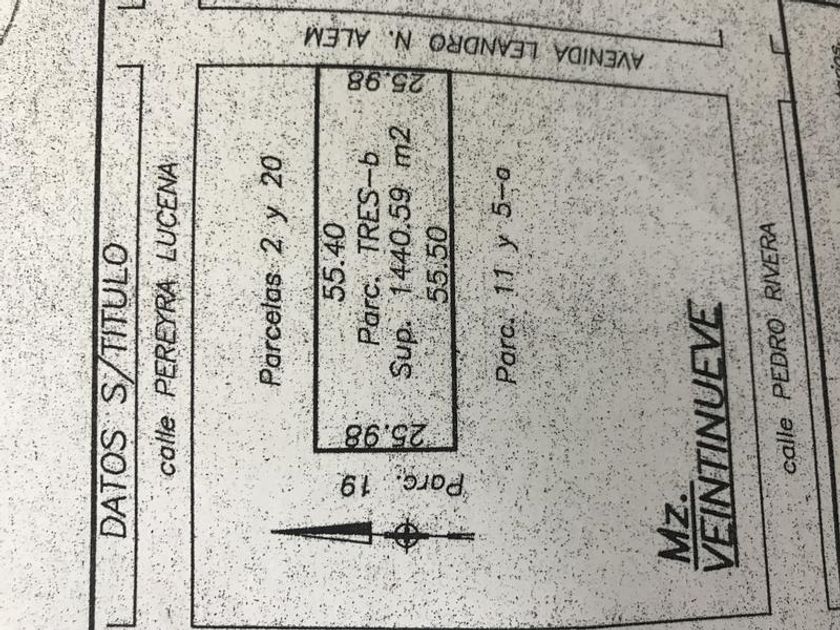 DATOS S/TITULO
calle PEREYRA LUCENA
AVENIDA LEANDRO N. ALEM
Parcelas 2 y 20
25.98
55.40
Parc. TRES-b
Sup. 1440.59 m2
55.50
25.98
Parc. 19
Parc. 11 y 5-a
Mz.
VEINTINUEVE
calle PEDRO RIVERA